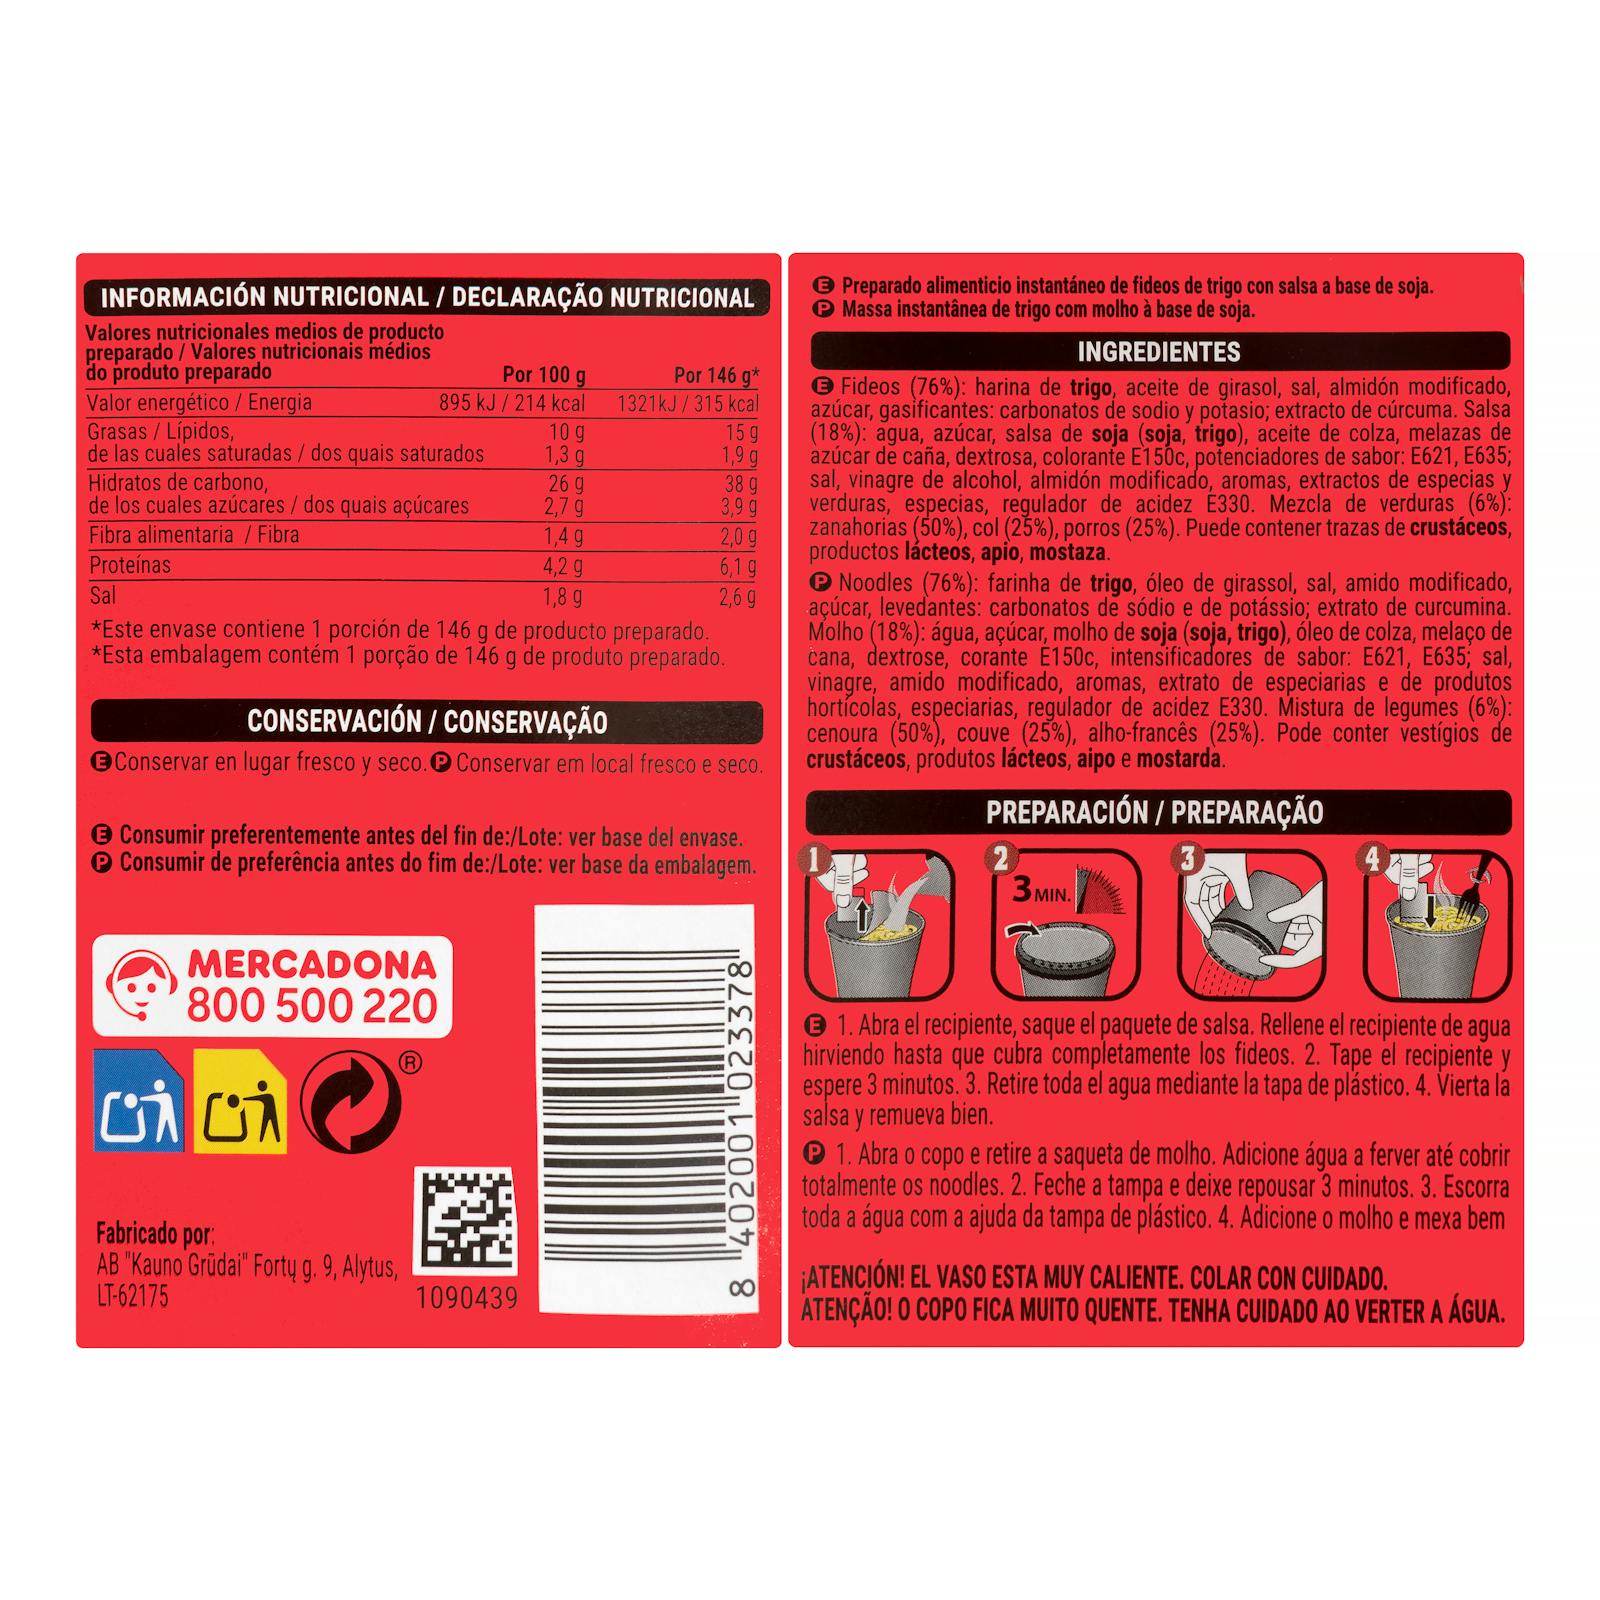 INFORMACIÓN NUTRICIONAL / DECLARAÇÃO NUTRICIONAL
Valores nutricionales medios de producto
preparado / Valores nutricionais médios
do produto preparado Por 100 g Por 146 g*
Valor energético / Energia 895 kJ / 214 kcal 1321kJ / 315 kcal
Grasas / Lípidos, 10 g 15 g
de las cuales saturadas / dos quais saturados 1,3 g 1,9 g
Hidratos de carbono, 26 g 38 g
de los cuales azúcares / dos quais açúcares 2,7 g 3,9 g
Fibra alimentaria / Fibra 1,4 g 2,0 g
Proteínas 4,2 g 6,1 g
Sal 1,8 g 2,6 g
*Este envase contiene 1 porción de 146 g de producto preparado.
*Esta embalagem contém 1 porção de 146 g de produto preparado.
CONSERVACIÓN / CONSERVAÇÃO
E Conservar en lugar fresco y seco. P Conservar em local fresco e seco.
E Consumir preferentemente antes del fin de:/Lote: ver base del envase.
P Consumir de preferência antes do fim de:/Lote: ver base da embalagem.
MERCADONA
800 500 220
®
Fabricado por:
AB "Kauno Grūdai" Fortų g. 9, Alytus,
LT-62175
1090439
8 402001 023378
E Preparado alimenticio instantáneo de fideos de trigo con salsa a base de soja.
P Massa instantânea de trigo com molho à base de soja.
INGREDIENTES
E Fideos (76%): harina de trigo, aceite de girasol, sal, almidón modificado,
azúcar, gasificantes: carbonatos de sodio y potasio; extracto de cúrcuma. Salsa
(18%): agua, azúcar, salsa de soja (soja, trigo), aceite de colza, melazas de
azúcar de caña, dextrosa, colorante E150c, potenciadores de sabor: E621, E635;
sal, vinagre de alcohol, almidón modificado, aromas, extractos de especias y
verduras, especias, regulador de acidez E330. Mezcla de verduras (6%):
zanahorias (50%), col (25%), porros (25%). Puede contener trazas de crustáceos,
productos lácteos, apio, mostaza.
P Noodles (76%): farinha de trigo, óleo de girassol, sal, amido modificado,
açúcar, levedantes: carbonatos de sódio e de potássio; extrato de curcumina.
Molho (18%): água, açúcar, molho de soja (soja, trigo), óleo de colza, melaço de
cana, dextrose, corante E150c, intensificadores de sabor: E621, E635; sal,
vinagre, amido modificado, aromas, extrato de especiarias e de produtos
hortícolas, especiarias, regulador de acidez E330. Mistura de legumes (6%):
cenoura (50%), couve (25%), alho-francês (25%). Pode conter vestígios de
crustáceos, produtos lácteos, aipo e mostarda.
PREPARACIÓN / PREPARAÇÃO
1 2 3 4
3 MIN.
E 1. Abra el recipiente, saque el paquete de salsa. Rellene el recipiente de agua
hirviendo hasta que cubra completamente los fideos. 2. Tape el recipiente y
espere 3 minutos. 3. Retire toda el agua mediante la tapa de plástico. 4. Vierta la
salsa y remueva bien.
P 1. Abra o copo e retire a saqueta de molho. Adicione água a ferver até cobrir
totalmente os noodles. 2. Feche a tampa e deixe repousar 3 minutos. 3. Escorra
toda a água com a ajuda da tampa de plástico. 4. Adicione o molho e mexa bem
¡ATENCIÓN! EL VASO ESTA MUY CALIENTE. COLAR CON CUIDADO.
ATENÇÃO! O COPO FICA MUITO QUENTE. TENHA CUIDADO AO VERTER A ÁGUA.